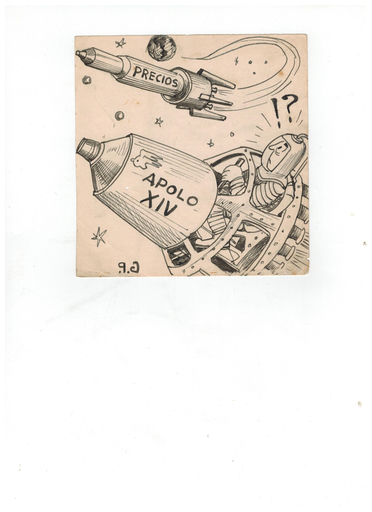 PRECIOS
!?
APOLO
XIV
G.P.